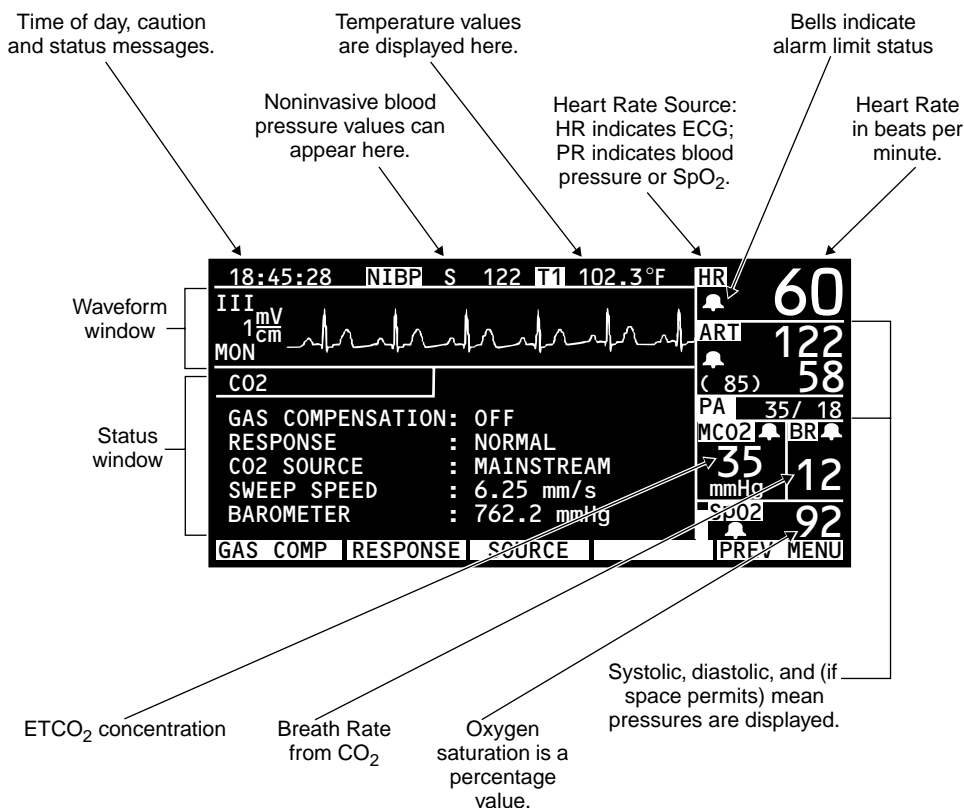 Time of day, caution
and status messages.
Temperature values
are displayed here.
Bells indicate
alarm limit status
Noninvasive blood
pressure values can
appear here.
Heart Rate Source:
HR indicates ECG;
PR indicates blood
pressure or SpO2.
Heart Rate
in beats per
minute.
18:45:28 NIBP S 122 T1 102.3°F HR 60
Waveform
window
III
1 mV
cm
MON
ART 122
58
( 85)
PA 35/ 18
Status
window
CO2
GAS COMPENSATION: OFF
RESPONSE : NORMAL
CO2 SOURCE : MAINSTREAM
SWEEP SPEED : 6.25 mm/s
BAROMETER : 762.2 mmHg
MCO2 BR
35
mmHg
12
SpO2 92
GAS COMP RESPONSE SOURCE PREV MENU
ETCO2 concentration
Breath Rate
from CO2
Oxygen
saturation is a
percentage
value.
Systolic, diastolic, and (if
space permits) mean
pressures are displayed.